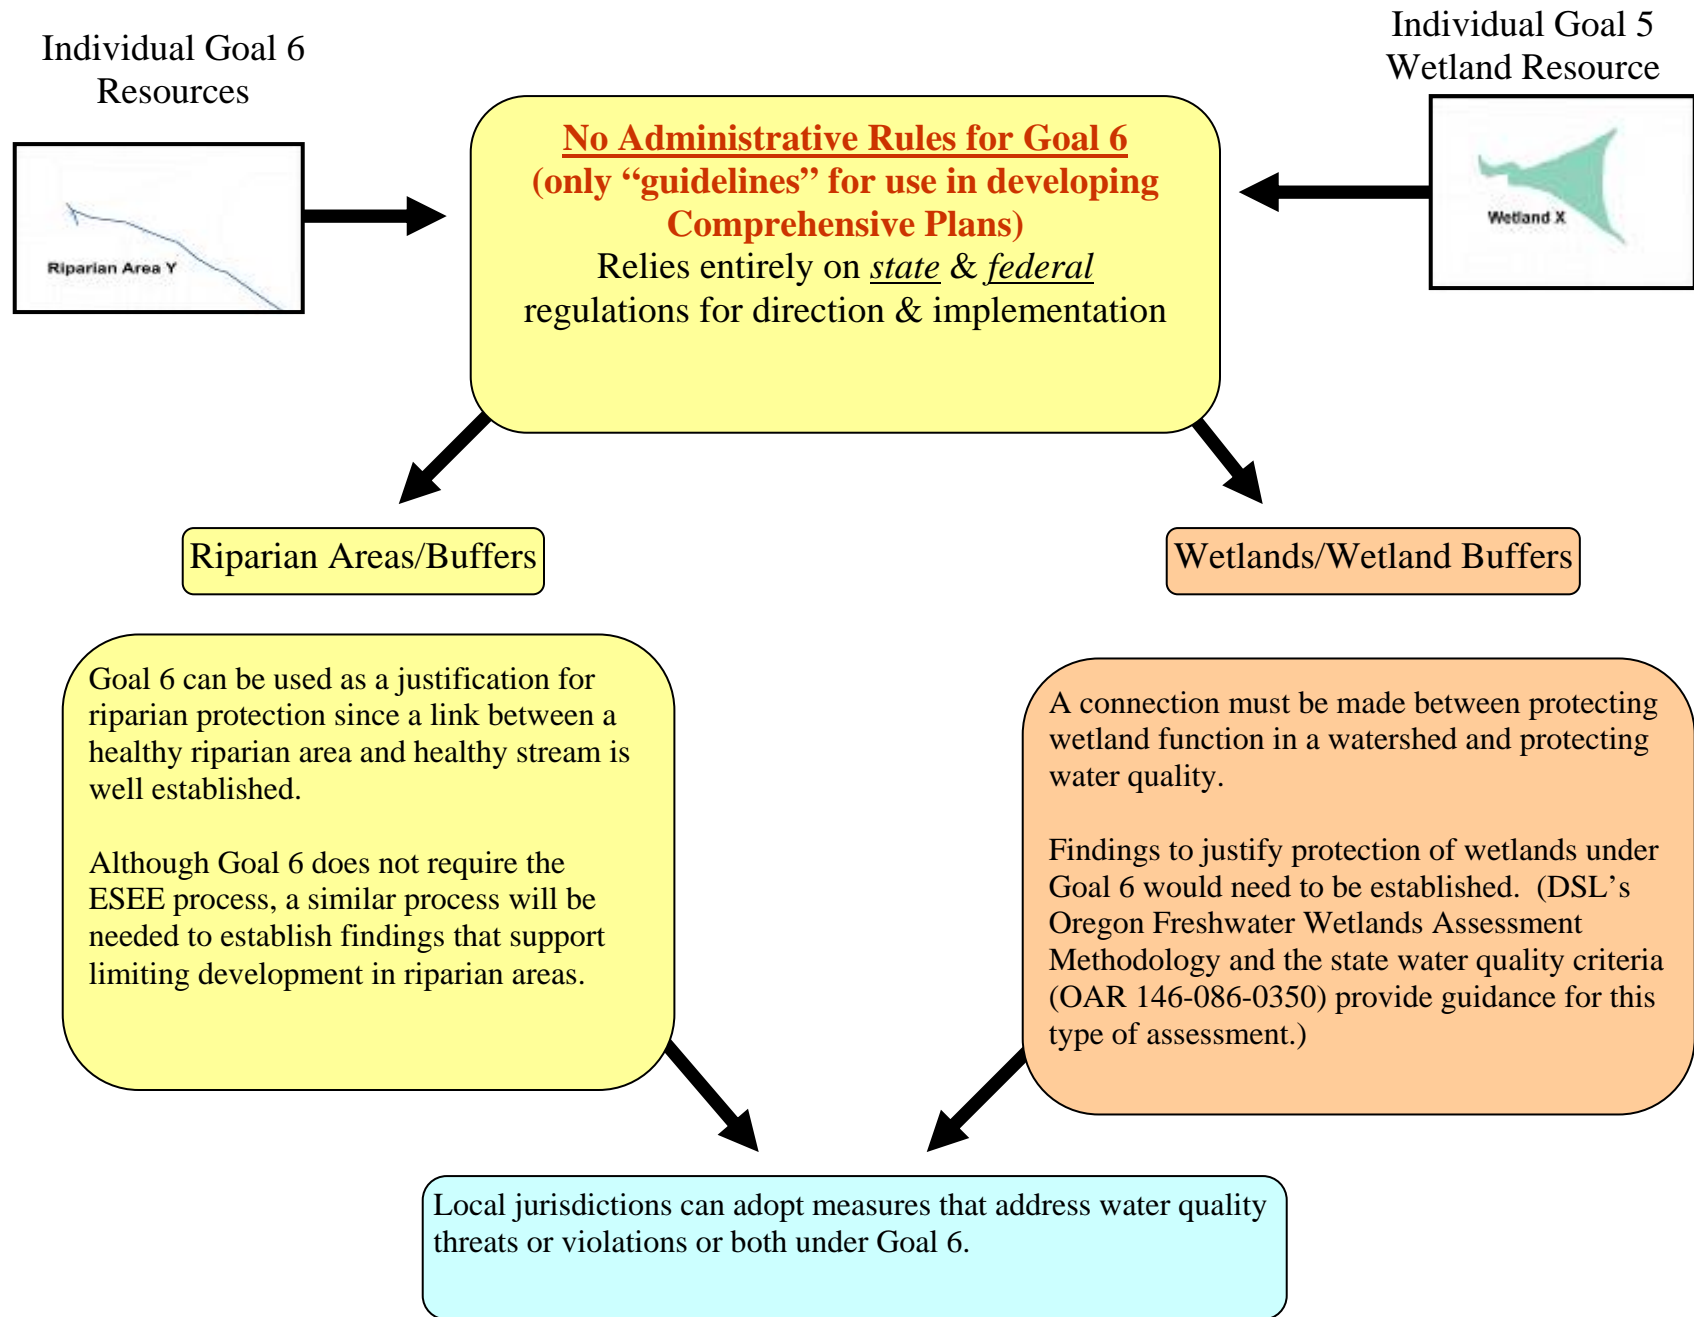 Individual Goal 6
Resources
Individual Goal 5
Wetland Resource
Riparian Area Y
No Administrative Rules for Goal 6
(only “guidelines” for use in developing
Comprehensive Plans)
Relies entirely on state & federal
regulations for direction & implementation
Wetland X
Riparian Areas/Buffers
Wetlands/Wetland Buffers
Goal 6 can be used as a justification for
riparian protection since a link between a
healthy riparian area and healthy stream is
well established.
Although Goal 6 does not require the
ESEE process, a similar process will be
needed to establish findings that support
limiting development in riparian areas.
A connection must be made between protecting
wetland function in a watershed and protecting
water quality.
Findings to justify protection of wetlands under
Goal 6 would need to be established.  (DSL’s
Oregon Freshwater Wetlands Assessment
Methodology and the state water quality criteria
(OAR 146-086-0350) provide guidance for this
type of assessment.)
Local jurisdictions can adopt measures that address water quality
threats or violations or both under Goal 6.